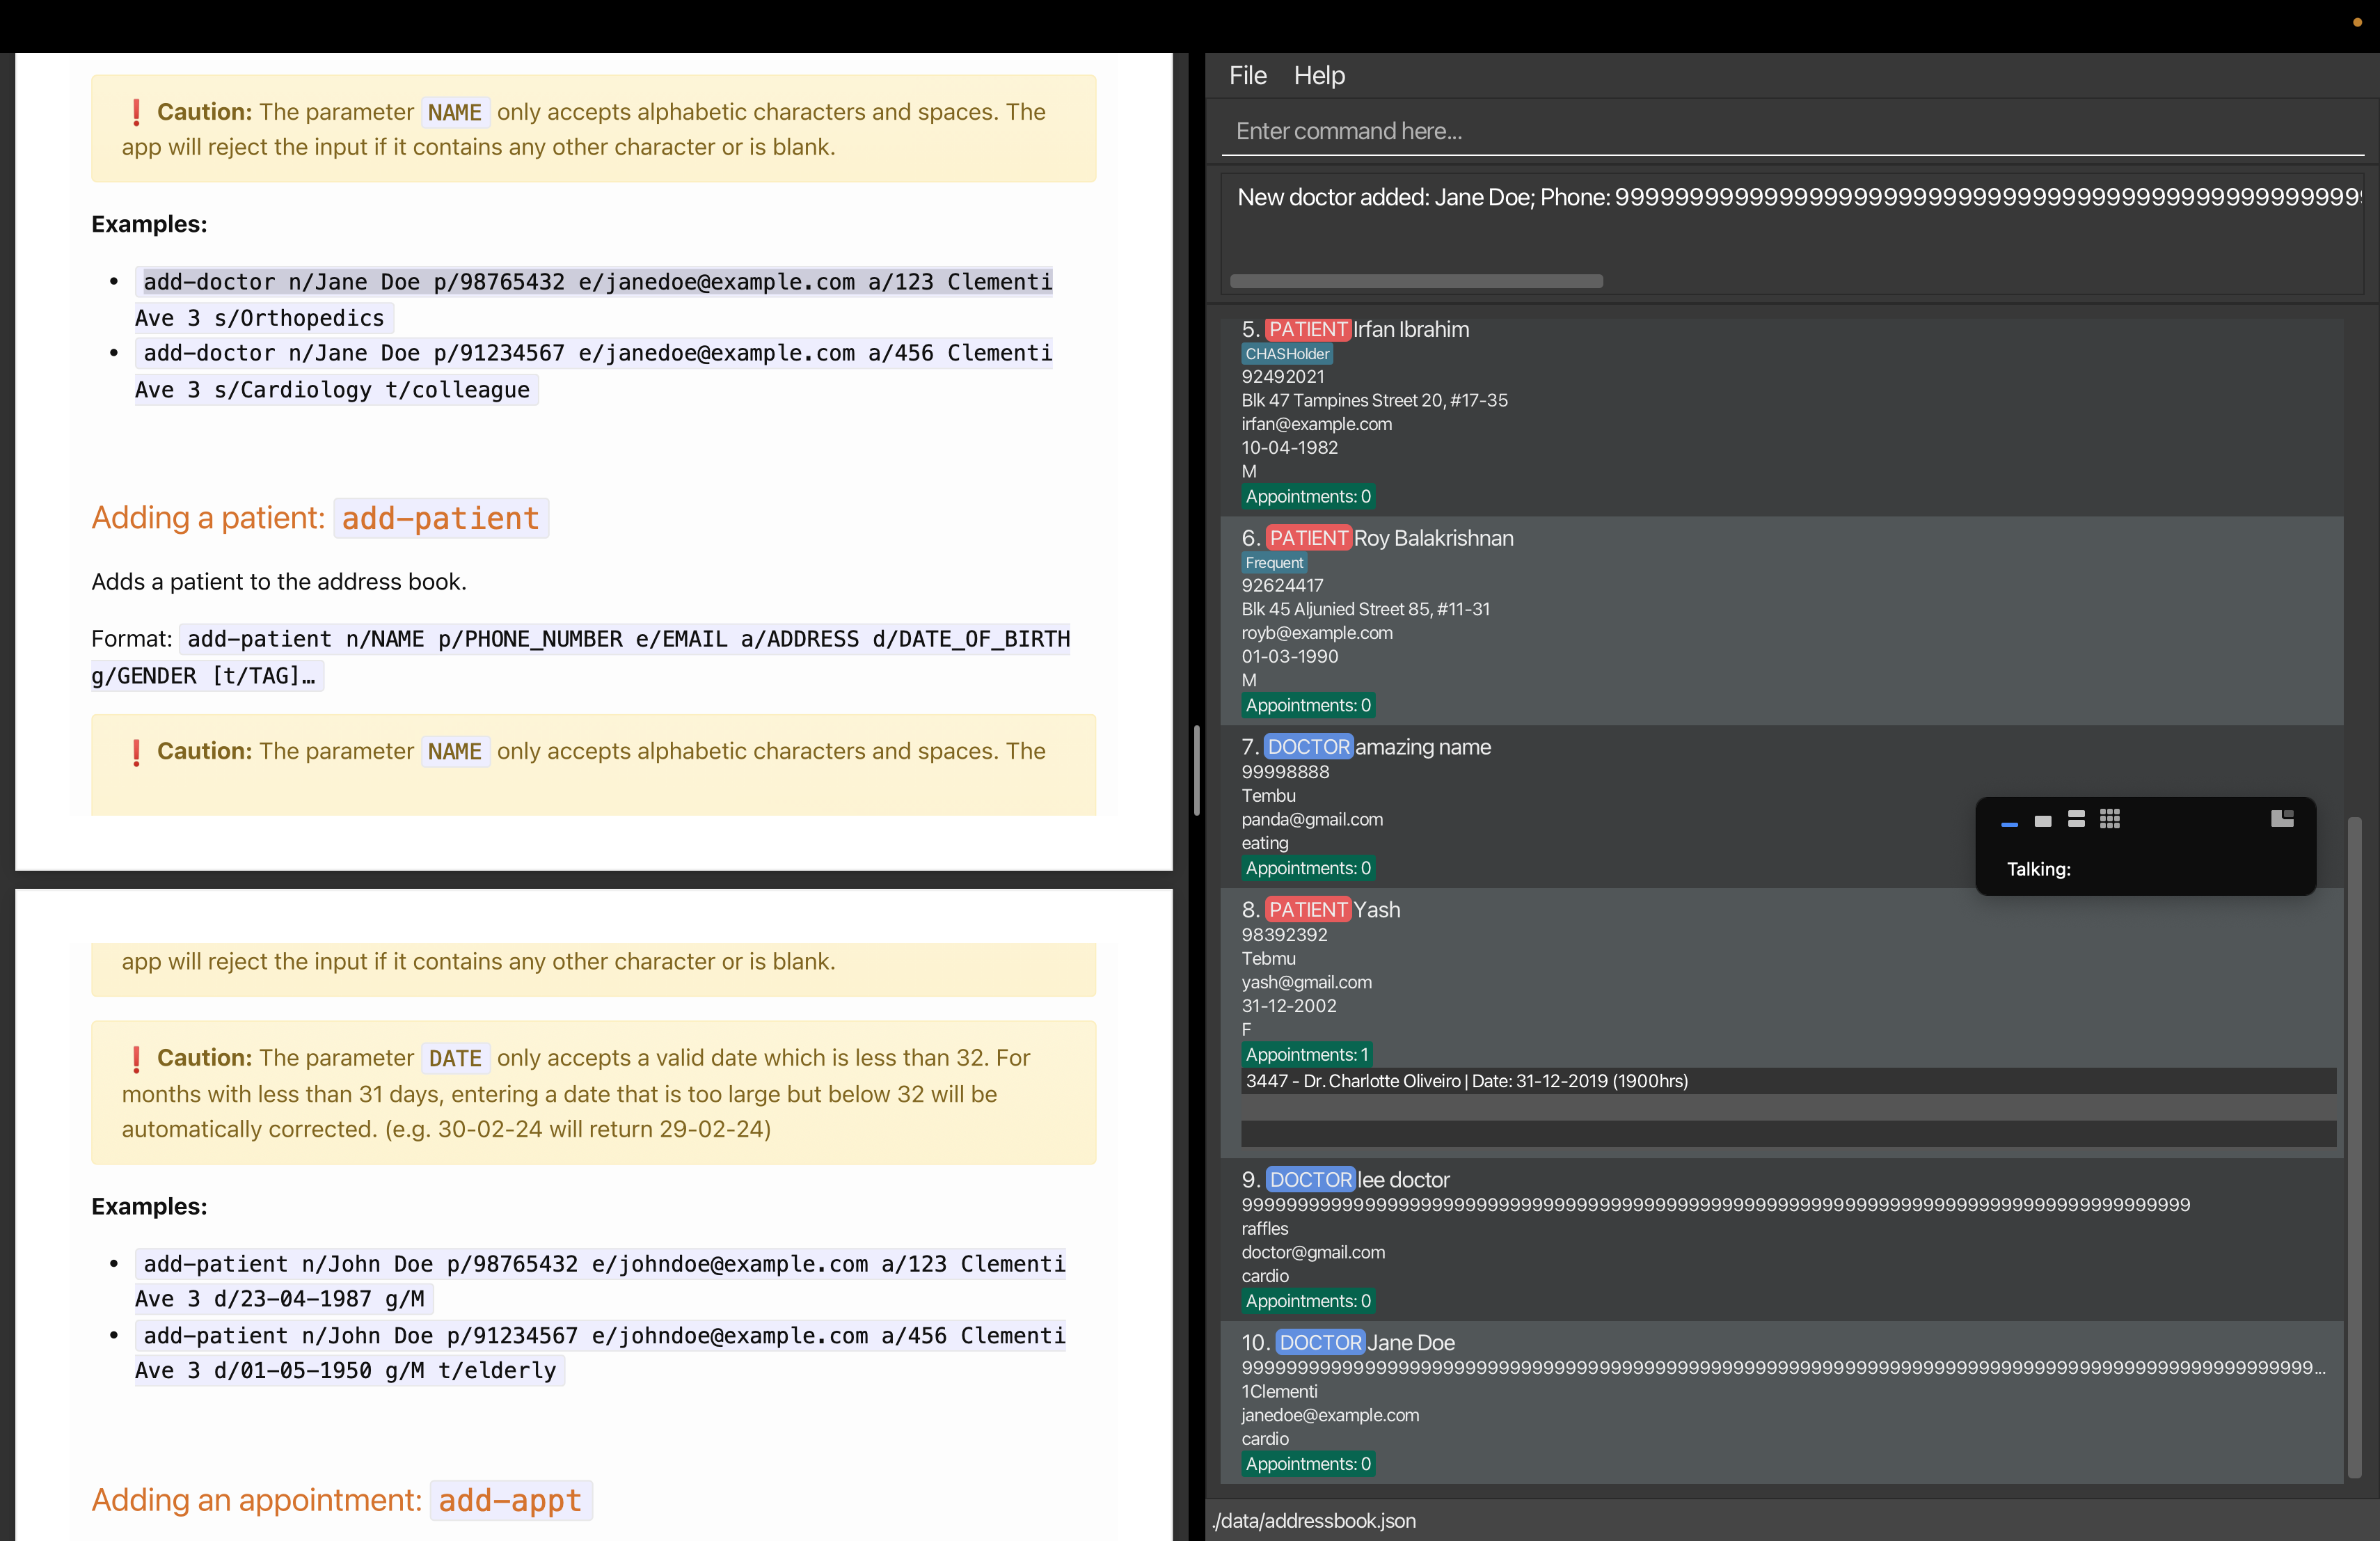 ❗ Caution: The parameter NAME only accepts alphabetic characters and spaces. The
app will reject the input if it contains any other character or is blank.
Examples:
• add-doctor n/Jane Doe p/98765432 e/janedoe@example.com a/123 Clementi
Ave 3 s/Orthopedics
• add-doctor n/Jane Doe p/91234567 e/janedoe@example.com a/456 Clementi
Ave 3 s/Cardiology t/colleague
Adding a patient: add-patient
Adds a patient to the address book.
Format: add-patient n/NAME p/PHONE_NUMBER e/EMAIL a/ADDRESS d/DATE_OF_BIRTH
g/GENDER [t/TAG]…
❗ Caution: The parameter NAME only accepts alphabetic characters and spaces. The
app will reject the input if it contains any other character or is blank.
❗ Caution: The parameter DATE only accepts a valid date which is less than 32. For
months with less than 31 days, entering a date that is too large but below 32 will be
automatically corrected. (e.g. 30-02-24 will return 29-02-24)
Examples:
• add-patient n/John Doe p/98765432 e/johndoe@example.com a/123 Clementi
Ave 3 d/23-04-1987 g/M
• add-patient n/John Doe p/91234567 e/johndoe@example.com a/456 Clementi
Ave 3 d/01-05-1950 g/M t/elderly
Adding an appointment: add-appt
File Help
Enter command here...
New doctor added: Jane Doe; Phone:
5. PATIENT Irfan Ibrahim
CHASHolder
92492021
Blk 47 Tampines Street 20, #17-35
irfan@example.com
10-04-1982
M
Appointments: 0
6. PATIENT Roy Balakrishnan
Frequent
92624417
Blk 45 Aljunied Street 85, #11-31
royb@example.com
01-03-1990
M
Appointments: 0
7. DOCTOR amazing name
99998888
Tembu
panda@gmail.com
eating
Appointments: 0
Talking:
8. PATIENT Yash
98392392
Tebmu
yash@gmail.com
31-12-2002
F
Appointments: 1
3447 - Dr. Charlotte Oliveiro | Date: 31-12-2019 (1900hrs)
9. DOCTOR lee doctor
raffles
doctor@gmail.com
cardio
Appointments: 0
10. DOCTOR Jane Doe
1Clementi
janedoe@example.com
cardio
Appointments: 0
./data/addressbook.json